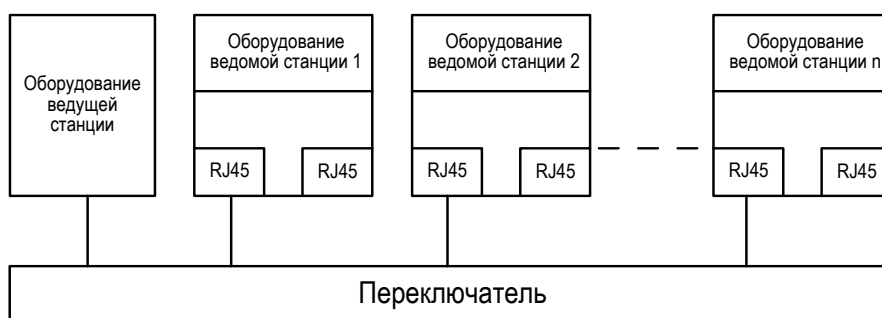 Оборудование
ведущей
станции
Оборудование
ведомой станции 1
RJ45
RJ45
Оборудование
ведомой станции 2
RJ45
RJ45
Оборудование
ведомой станции n
RJ45
RJ45
Переключатель